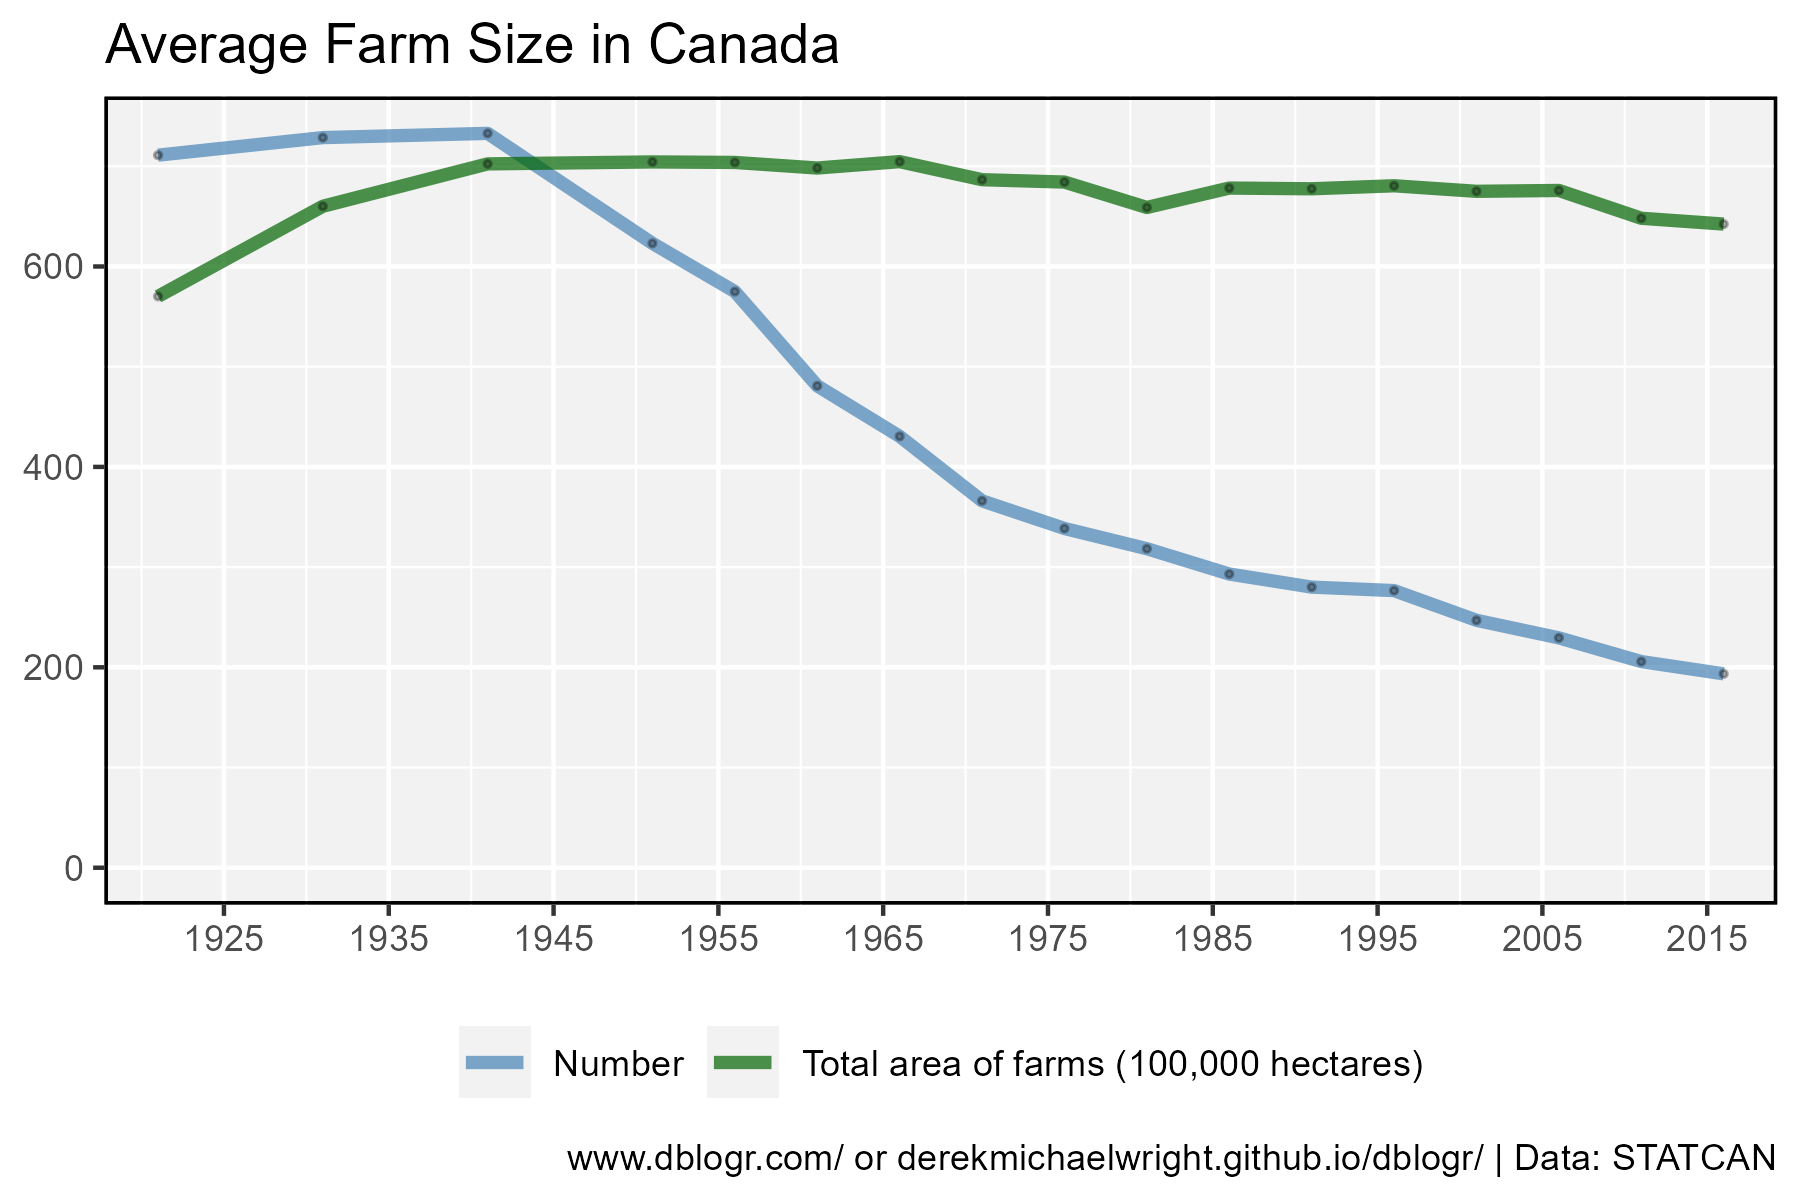 Average Farm Size in Canada
600
400
200
0
1925 1935 1945 1955 1965 1975 1985 1995 2005 2015
Number Total area of farms (100,000 hectares)
www.dblogr.com/ or derekmichaelwright.github.io/dblogr/ | Data: STATCAN